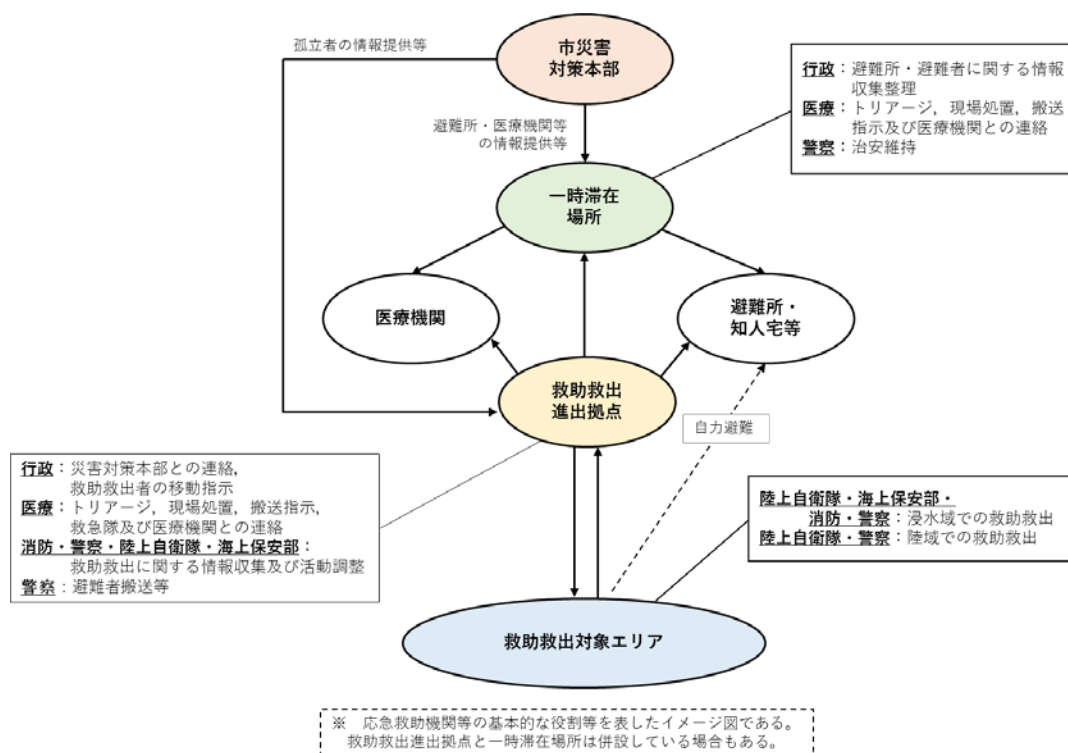 孤立者の情報提供等
市災害
対策本部
行政：避難所・避難者に関する情報
収集整理
医療：トリアージ，現場処置，搬送
指示及び医療機関との連絡
警察：治安維持
避難所・医療機関等
の情報提供等
一時滞在
場所
医療機関
避難所・
知人宅等
救助救出
進出拠点
自力避難
行政：災害対策本部との連絡，
救助救出者の移動指示
医療：トリアージ，現場処置，搬送指示，
救急隊及び医療機関との連絡
消防・警察・陸上自衛隊・海上保安部：
救助救出に関する情報収集及び活動調整
警察：避難者搬送等
陸上自衛隊・海上保安部・
消防・警察：浸水域での救助救出
陸上自衛隊・警察：陸域での救助救出
救助救出対象エリア
※　応急救助機関等の基本的な役割等を表したイメージ図である。
救助救出進出拠点と一時滞在場所は併設している場合もある。